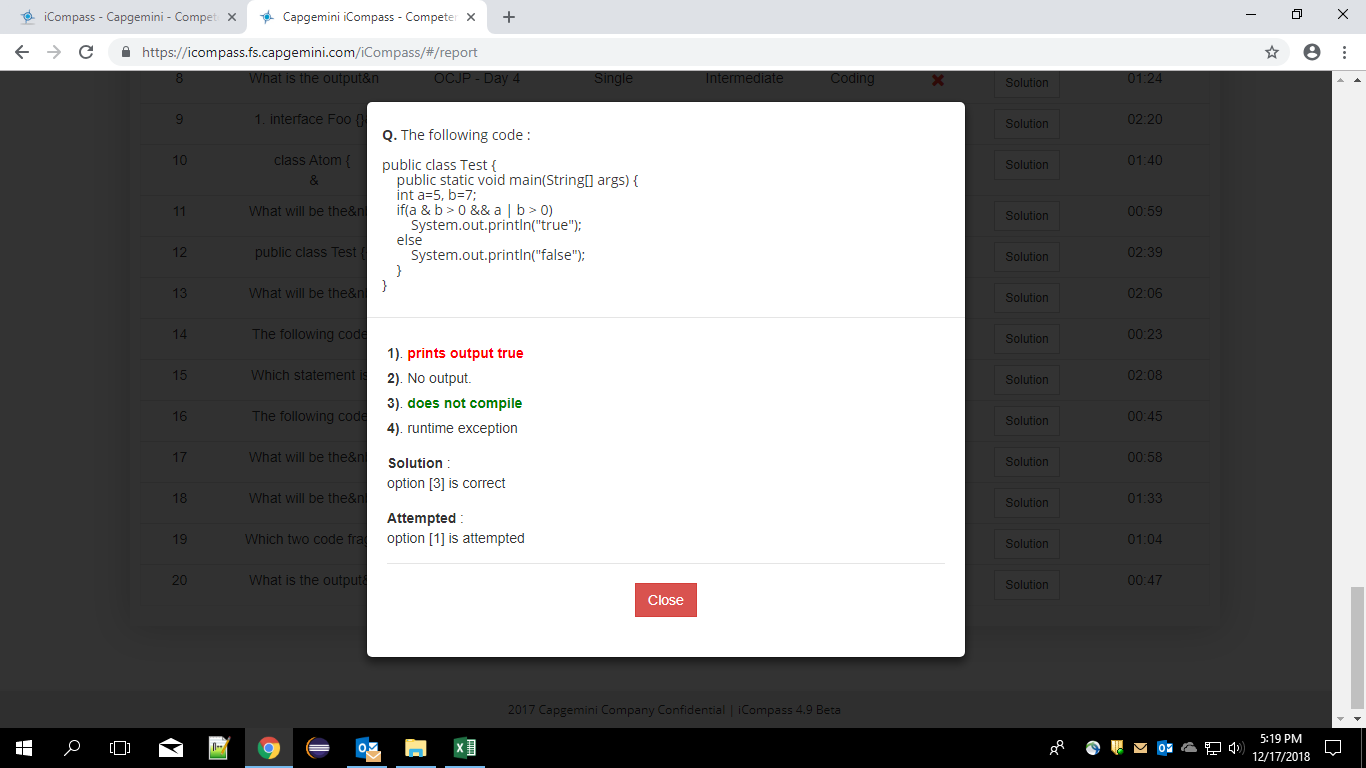 iCompass - Capgemini - Compet
Capgemini iCompass - Competen
https://icompass.fs.capgemini.com/iCompass/#/report
8 What is the output&n OCJP - Day 4 Single Intermediate Coding Solution 01:24
9 1. interface Foo {} Solution 02:20
10 class Atom { Solution 01:40
&
11 What will be the&n Solution 00:59
12 public class Test { Solution 02:39
13 What will be the&n Solution 02:06
14 The following code Solution 00:23
15 Which statement is Solution 02:08
16 The following code Solution 00:45
17 What will be the&n Solution 00:58
18 What will be the&n Solution 01:33
19 Which two code frag Solution 01:04
20 What is the output& Solution 00:47
Q. The following code :
public class Test {
public static void main(String[] args) {
int a=5, b=7;
if(a & b > 0 && a | b > 0)
System.out.println("true");
else
System.out.println("false");
}
}
1). prints output true
2). No output.
3). does not compile
4). runtime exception
Solution :
option [3] is correct
Attempted :
option [1] is attempted
Close
2017 Capgemini Company Confidential | iCompass 4.9 Beta
5:19 PM
12/17/2018